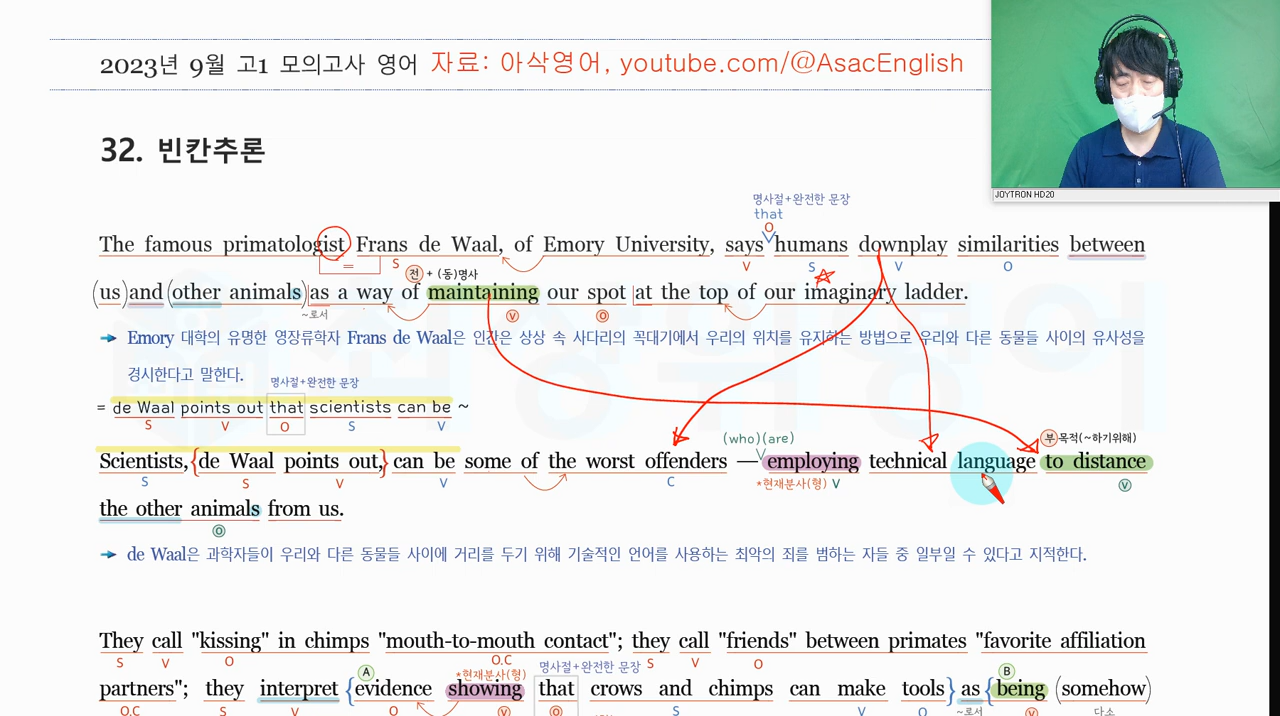 2023년 9월 고1 모의고사 영어 자료: 아삭영어, youtube.com/@AsacEnglish
JOYTRON HD20
32. 빈칸추론
명사절+완전한 문장
that
O
The famous primatologist Frans de Waal, of Emory University, says humans downplay similarities between
= S V S V O
전 + (동)명사
(us) and (other animals) as a way of maintaining our spot at the top of our imaginary ladder.
~로서 V O
➔ Emory 대학의 유명한 영장류학자 Frans de Waal은 인간은 상상 속 사다리의 꼭대기에서 우리의 위치를 유지하는 방법으로 우리와 다른 동물들 사이의 유사성을
경시한다고 말한다.
명사절+완전한 문장
= de Waal points out that scientists can be ~
S V O S V
(who)(are) 부 목적(~하기위해)
Scientists, {de Waal points out,} can be some of the worst offenders — employing technical language to distance
S S V V C *현재분사(형) V V
the other animals from us.
O
➔ de Waal은 과학자들이 우리와 다른 동물들 사이에 거리를 두기 위해 기술적인 언어를 사용하는 최악의 죄를 범하는 자들 중 일부일 수 있다고 지적한다.
They call "kissing" in chimps "mouth-to-mouth contact"; they call "friends" between primates "favorite affiliation
S V O O.C S V O
A *현재분사(형) 명사절+완전한 문장 B
partners"; they interpret {evidence showing that crows and chimps can make tools} as {being (somehow)
O.C S V O V O S V O ~로서 V 다소